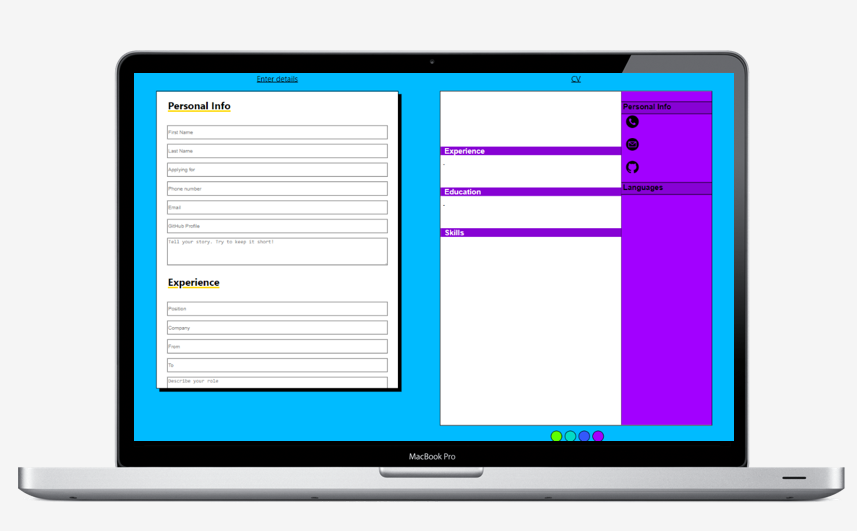 Enter details
Personal Info
First Name
Last Name
Applying for
Phone number
Email
GitHub Profile
Tell your story. Try to keep it short!
Experience
Position
Company
From
To
Describe your role
CV
Experience
-
Education
-
Skills
Personal Info
Languages
MacBook Pro